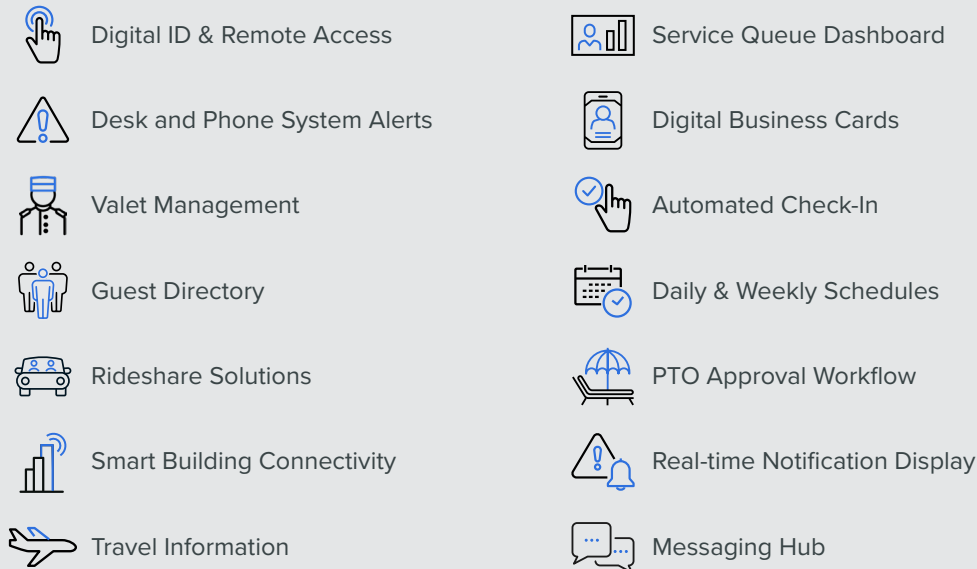 Digital ID & Remote Access
Desk and Phone System Alerts
Valet Management
Guest Directory
Rideshare Solutions
Smart Building Connectivity
Travel Information
Service Queue Dashboard
Digital Business Cards
Automated Check-In
Daily & Weekly Schedules
PTO Approval Workflow
Real-time Notification Display
Messaging Hub